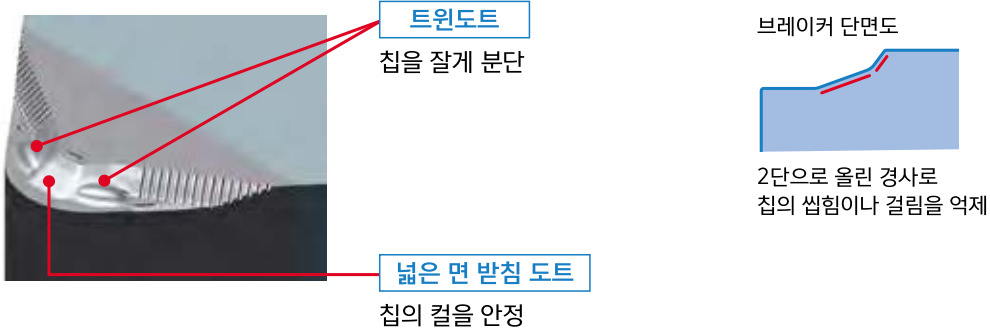 트윈도트
칩을 잘게 분단
넓은 면 받침 도트
칩의 컬을 안정
브레이커 단면도
2단으로 올린 경사로
칩의 씹힘이나 걸림을 억제